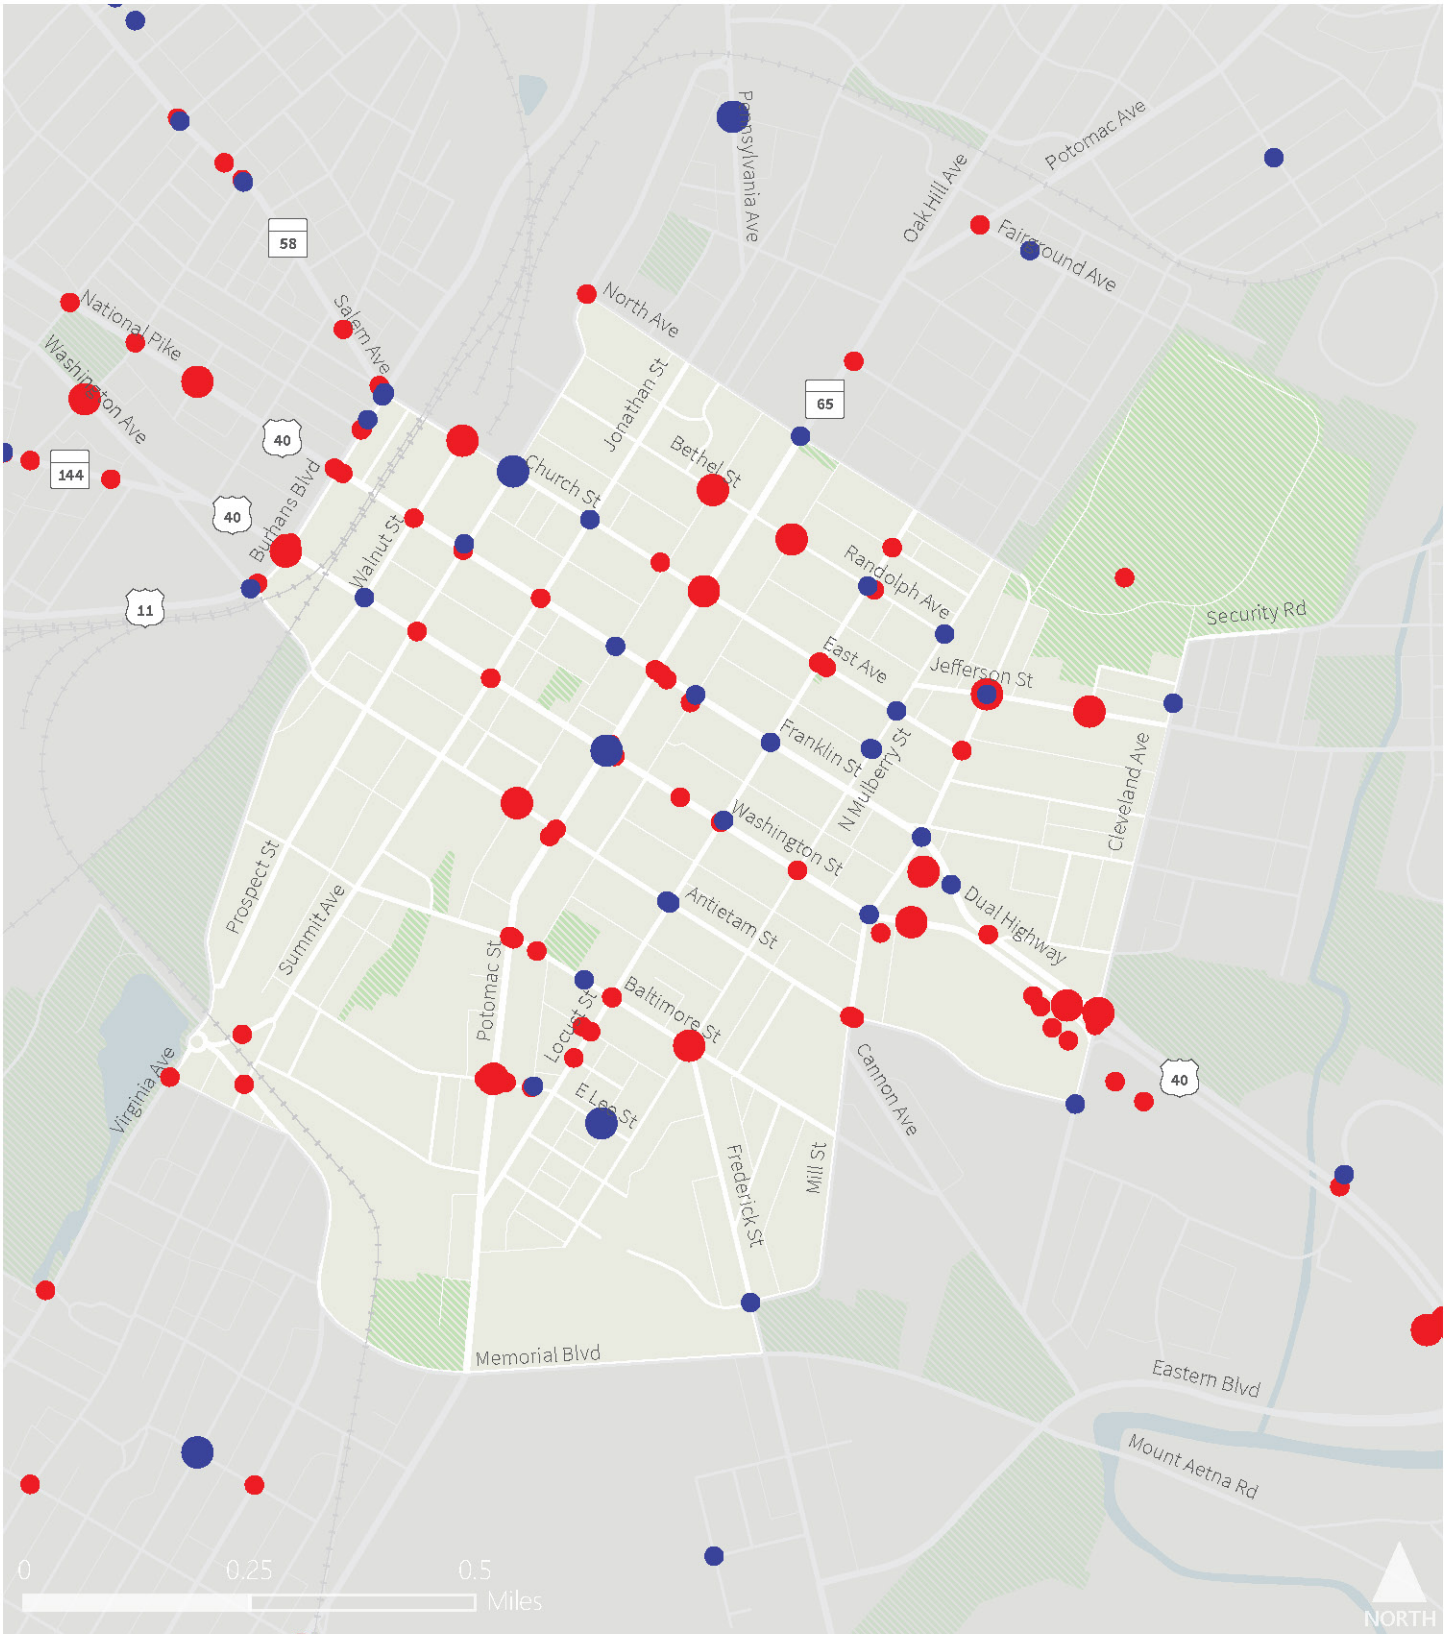 Pennsylvania Ave
Potomac Ave
Oak Hill Ave
Fairground Ave
58
Salem Ave
National Pike
North Ave
Washington Ave
Jonathan St
65
40
Bethel St
144
Church St
Burhans Blvd
40
Walnut St
Randolph Ave
11
Security Rd
East Ave
Jefferson St
Franklin St
N Mulberry St
Cleveland Ave
Washington St
Prospect St
Summit Ave
Antietam St
Dual Highway
Potomac St
Baltimore St
Locust St
Virginia Ave
E Lee St
Cannon Ave
40
Mill St
Frederick St
Memorial Blvd
Eastern Blvd
Mount Aetna Rd
0 0.25 0.5
Miles
NORTH